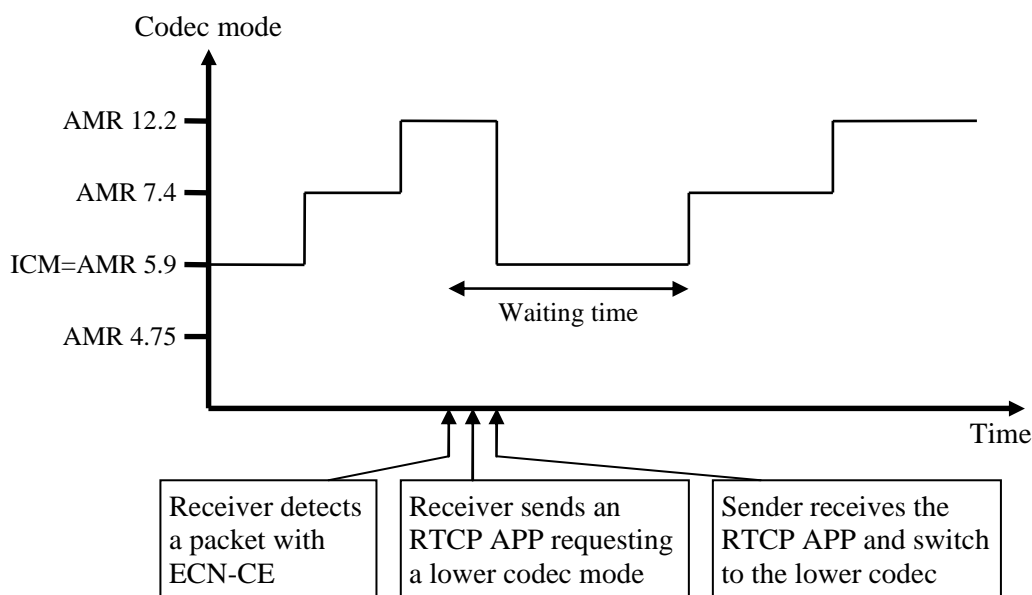 Codec mode
AMR 12.2
AMR 7.4
ICM=AMR 5.9
AMR 4.75
Waiting time
Time
Receiver detects
a packet with
ECN-CE
Receiver sends an
RTCP APP requesting
a lower codec mode
Sender receives the
RTCP APP and switch
to the lower codec